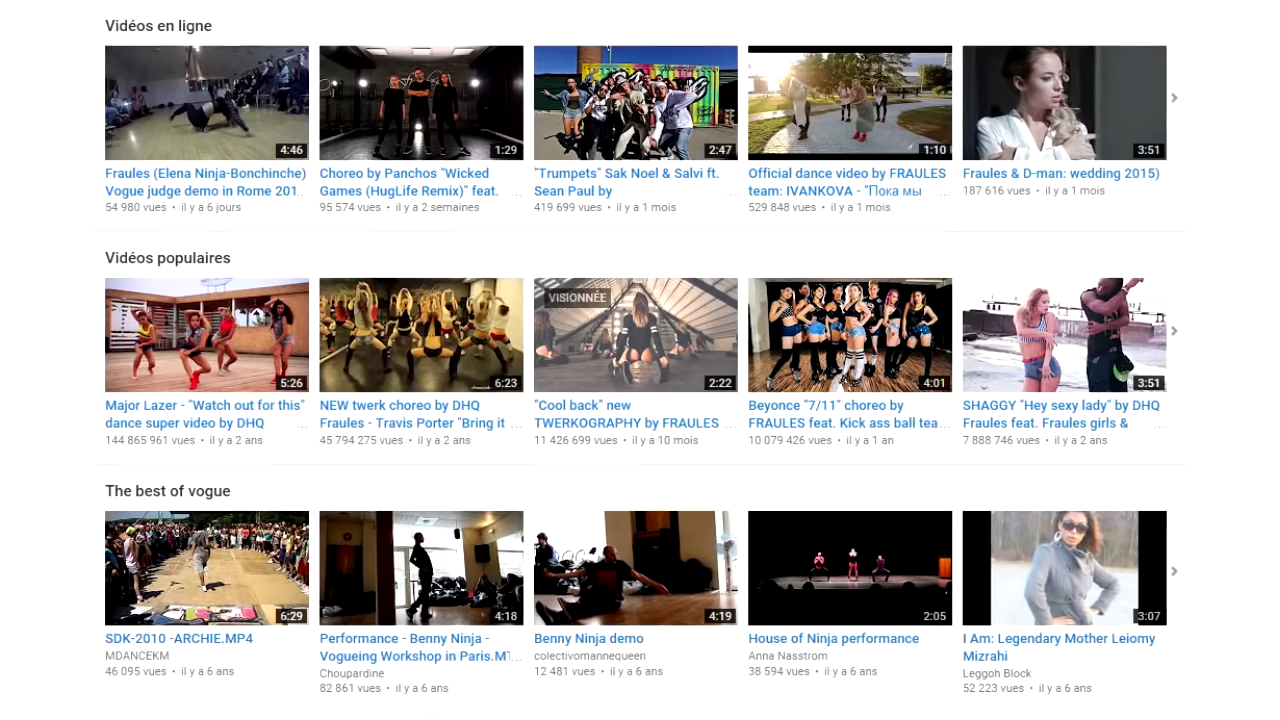 Vidéos en ligne
4:46
1:29
2:47
1:10
3:51
Fraules (Elena Ninja-Bonchinche)
Vogue judge demo in Rome 201...
54 980 vues • il y a 6 jours
Choreo by Panchos "Wicked
Games (HugLife Remix)" feat. ...
95 574 vues • il y a 2 semaines
"Trumpets" Sak Noel & Salvi ft.
Sean Paul by ...
419 699 vues • il y a 1 mois
Official dance video by FRAULES
team: IVANKOVA - "Пока мы ...
529 848 vues • il y a 1 mois
Fraules & D-man: wedding 2015)
187 616 vues • il y a 1 mois
Vidéos populaires
5:26
6:23
VISIONNÉE
2:22
4:01
3:51
Major Lazer - "Watch out for this"
dance super video by DHQ ...
144 865 961 vues • il y a 2 ans
NEW twerk choreo by DHQ
Fraules - Travis Porter "Bring it ...
45 794 275 vues • il y a 2 ans
"Cool back" new
TWERKOGRAPHY by FRAULES ...
11 426 699 vues • il y a 10 mois
Beyonce "7/11" choreo by
FRAULES feat. Kick ass ball tea...
10 079 426 vues • il y a 1 an
SHAGGY "Hey sexy lady" by DHQ
Fraules feat. Fraules girls & ...
7 888 746 vues • il y a 2 ans
The best of vogue
6:29
4:18
4:19
2:05
3:07
SDK-2010 -ARCHIE.MP4
MDANCEKM
46 095 vues • il y a 6 ans
Performance - Benny Ninja -
Vogueing Workshop in Paris.MT...
Choupardine
82 861 vues • il y a 6 ans
Benny Ninja demo
colectivomannequeen
12 481 vues • il y a 6 ans
House of Ninja performance
Anna Nasstrom
38 594 vues • il y a 6 ans
I Am: Legendary Mother Leiomy
Mizrahi
Leggoh Block
52 223 vues • il y a 6 ans